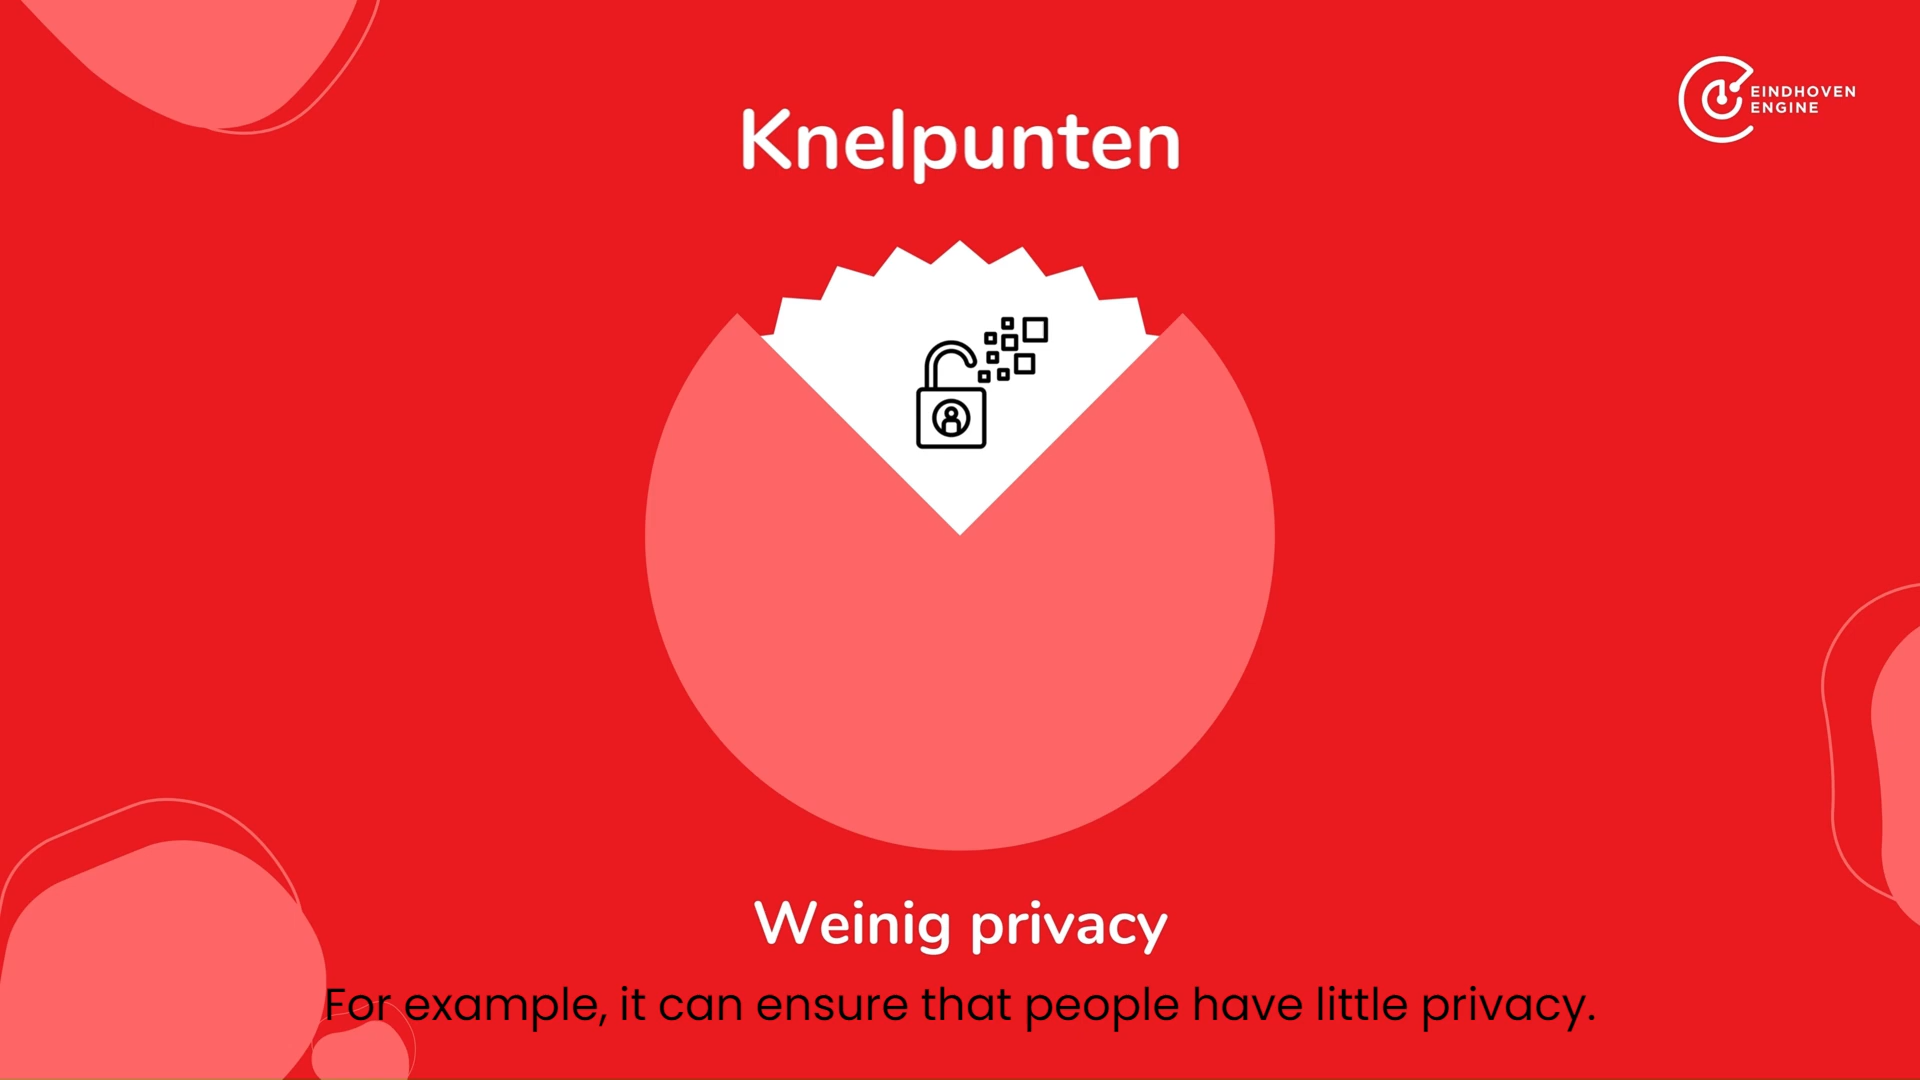 Knelpunten
EINDHOVEN
ENGINE
Weinig privacy
For example, it can ensure that people have little privacy.